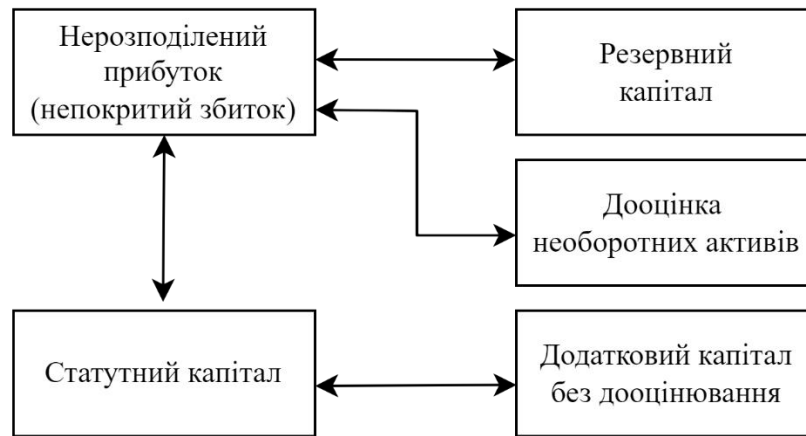 Нерозподілений
прибуток
(непокритий збиток)
Резервний
капітал
Дооцінка
необоротних активів
Статутний капітал
Додатковий капітал
без дооцінювання